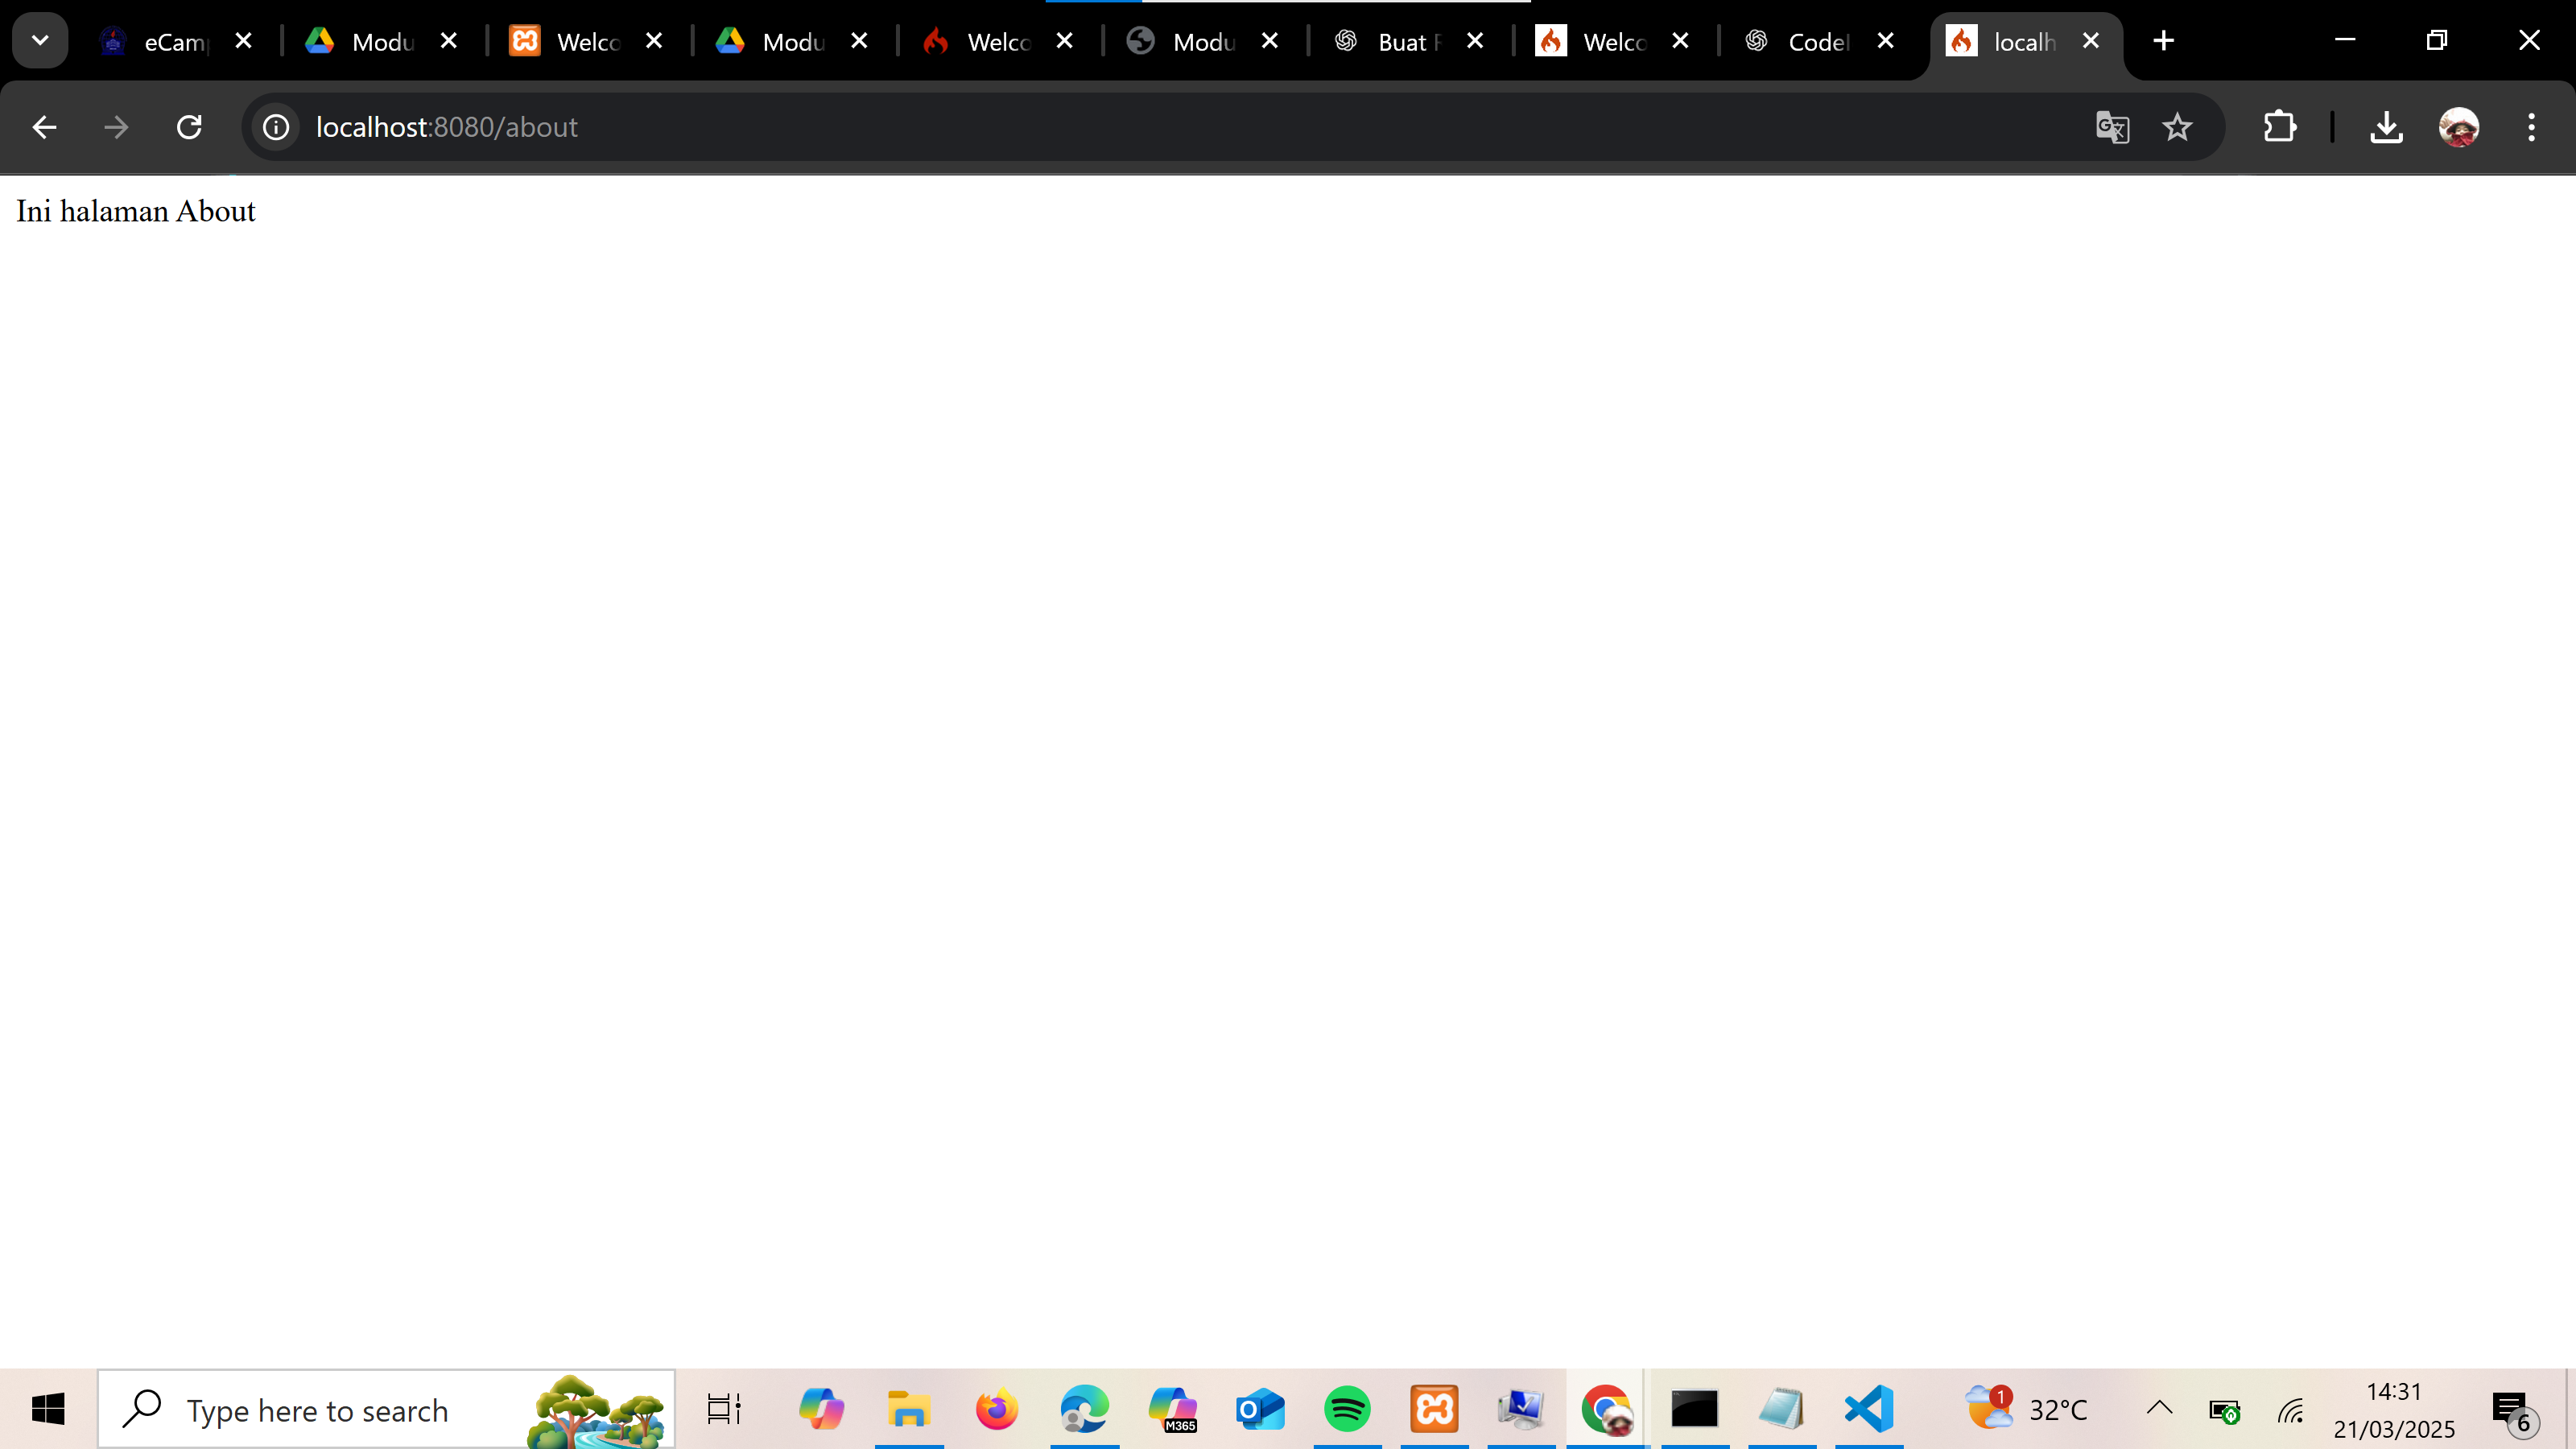 eCam
Modu
Welco
Modu
Welco
Modu
Buat
Welco
Codel
localh
localhost:8080/about
Ini halaman About
Type here to search
M365
1
32°C
14:31
21/03/2025
6